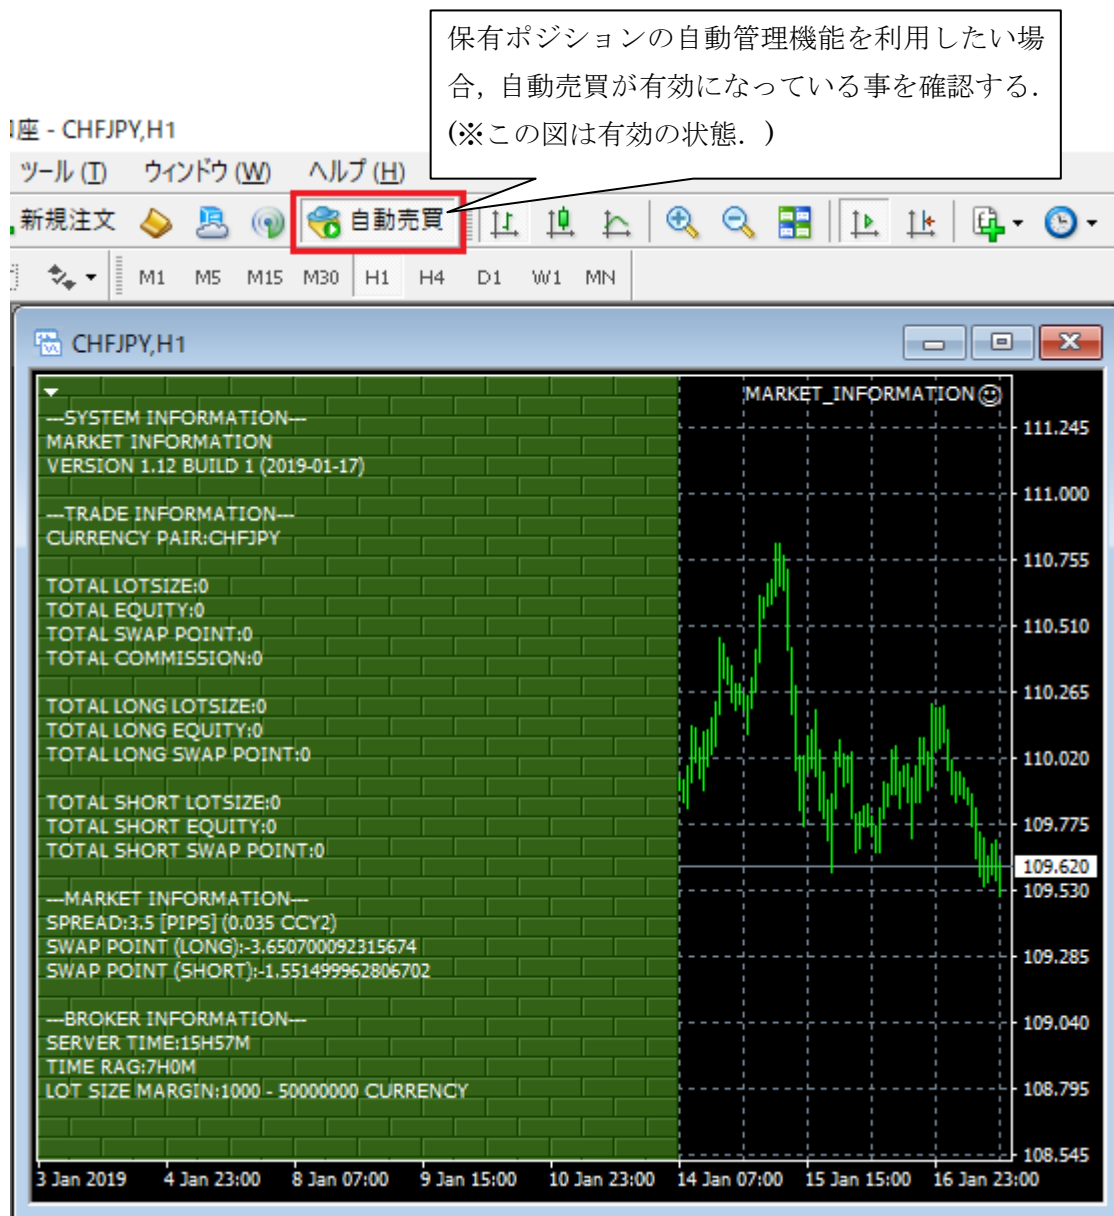 保有ポジションの自動管理機能を利用したい場
合，自動売買が有効になっている事を確認する．
(※この図は有効の状態．)
座 - CHFJPY,H1
ツール (T) ウィンドウ (W) ヘルプ (H)
新規注文 自動売買
M1 M5 M15 M30 H1 H4 D1 W1 MN
CHFJPY,H1
MARKET_INFORMATION☺
---SYSTEM INFORMATION---
MARKET INFORMATION
VERSION 1.12 BUILD 1 (2019-01-17)
---TRADE INFORMATION---
CURRENCY PAIR:CHFJPY
TOTAL LOTSIZE:0
TOTAL EQUITY:0
TOTAL SWAP POINT:0
TOTAL COMMISSION:0
TOTAL LONG LOTSIZE:0
TOTAL LONG EQUITY:0
TOTAL LONG SWAP POINT:0
TOTAL SHORT LOTSIZE:0
TOTAL SHORT EQUITY:0
TOTAL SHORT SWAP POINT:0
---MARKET INFORMATION---
SPREAD:3.5 [PIPS] (0.035 CCY2)
SWAP POINT (LONG):-3.650700092315674
SWAP POINT (SHORT):-1.551499962806702
---BROKER INFORMATION---
SERVER TIME:15H57M
TIME RAG:7H0M
LOT SIZE MARGIN:1000 - 50000000 CURRENCY
111.245
111.000
110.755
110.510
110.265
110.020
109.775
109.620
109.530
109.285
109.040
108.795
108.545
3 Jan 2019 4 Jan 23:00 8 Jan 07:00 9 Jan 15:00 10 Jan 23:00 14 Jan 07:00 15 Jan 15:00 16 Jan 23:00